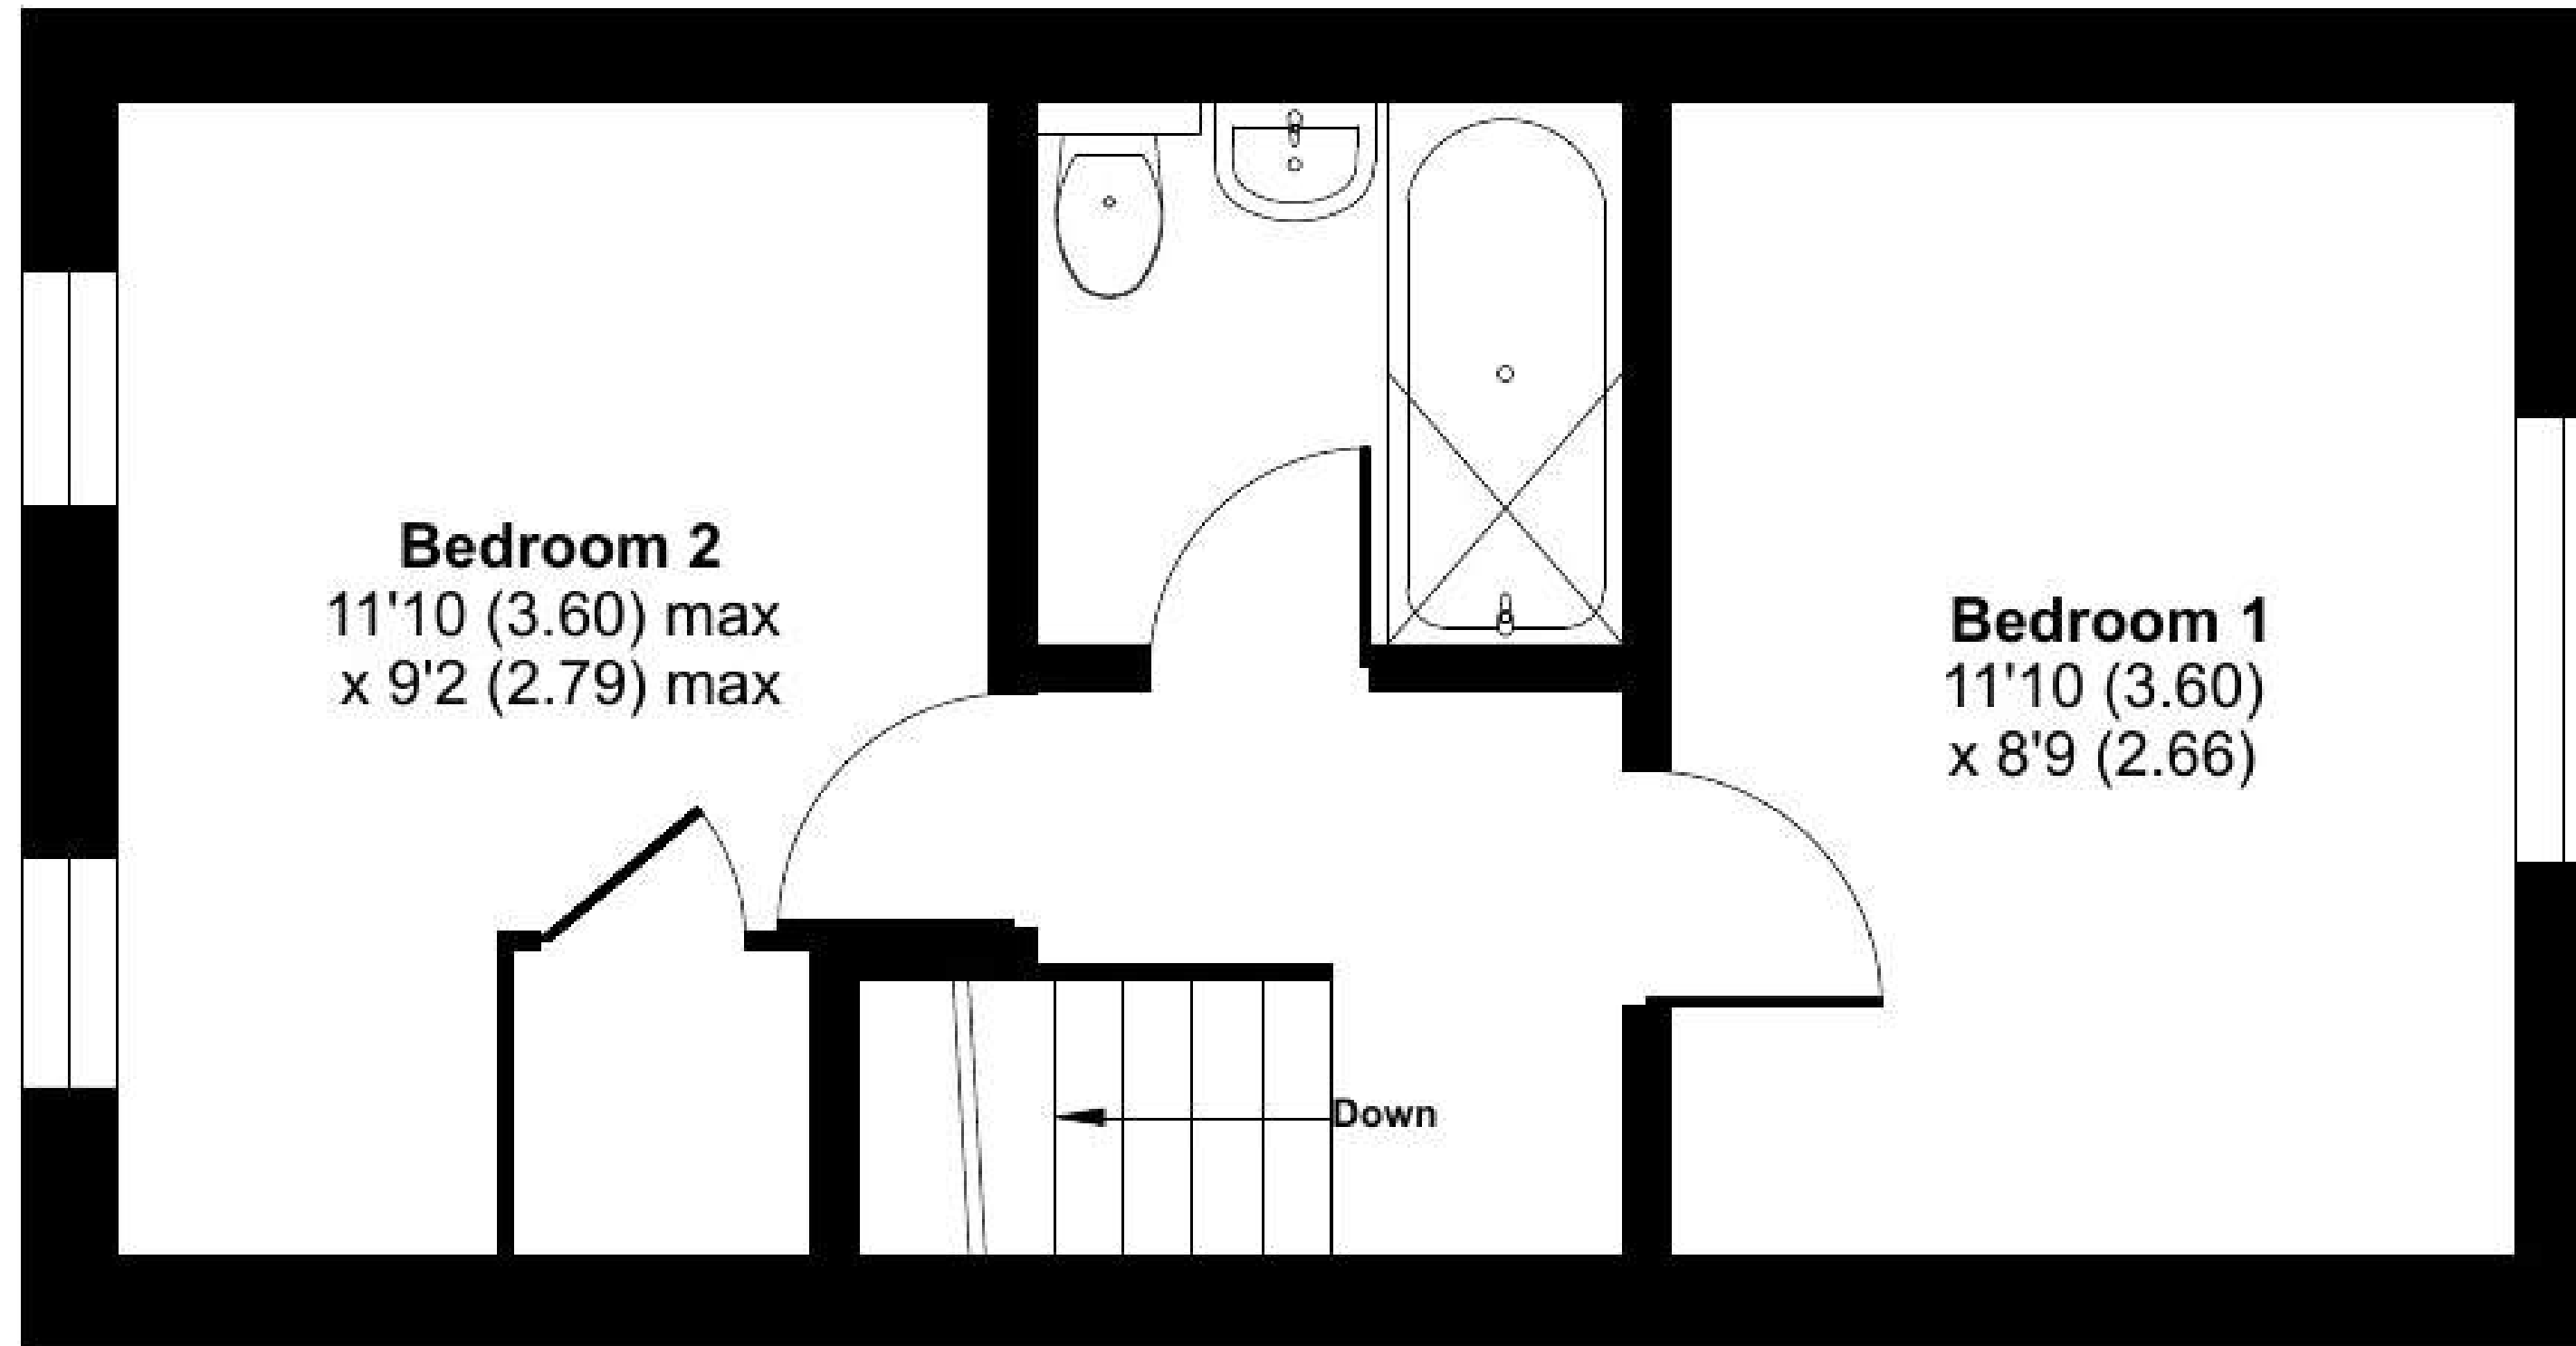 Bedroom 2
11'10 (3.60) max
x 9'2 (2.79) max
Bedroom 1
11'10 (3.60)
x 8'9 (2.66)
Down